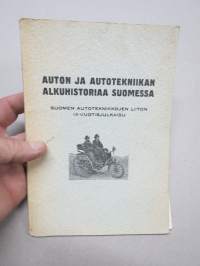 AUTON JA AUTOTEKNIIKAN
ALKUHISTORIAA SUOMESSA
SUOMEN AUTOTEKNIKKOJEN LIITON
10-VUOTISJULKAISU